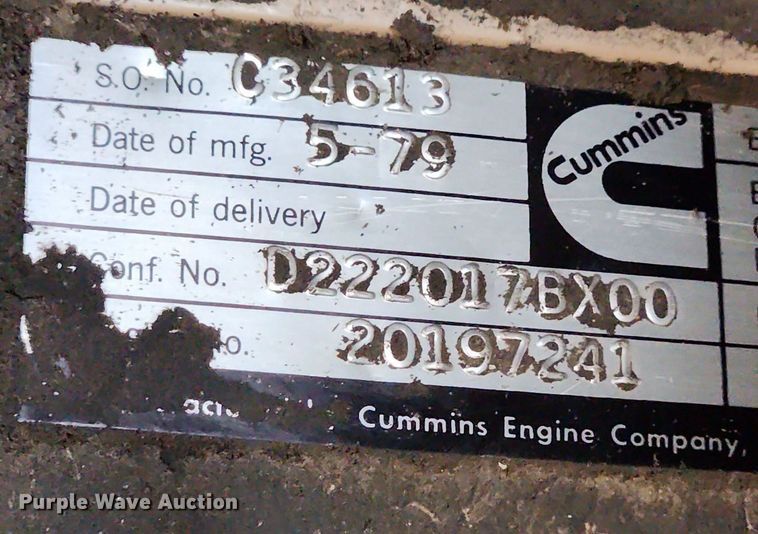 S.O. No. C34613
Date of mfg. 5-79
Cummins
Date of delivery
Conf. No. D222017BX00
No. 20197241
Cummins Engine Company,
Purple Wave Auction